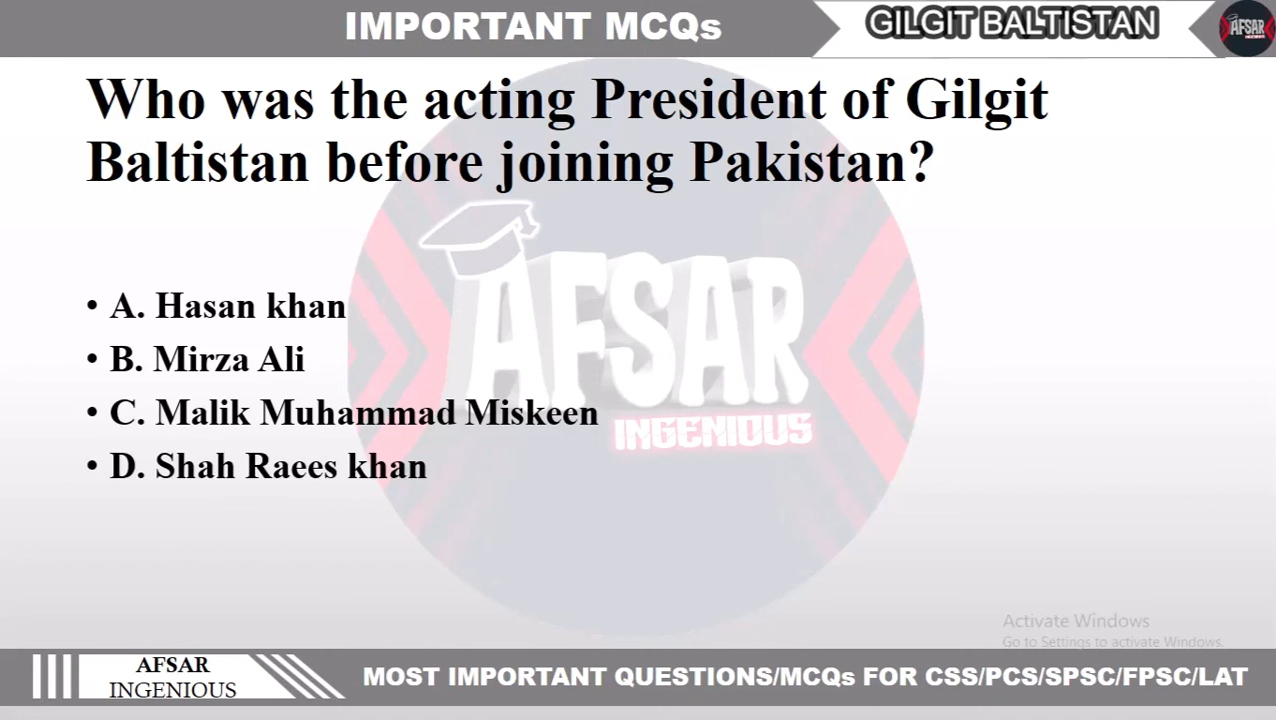 IMPORTANT MCQs
GILGIT BALTISTAN
AFSAR
Who was the acting President of Gilgit
Baltistan before joining Pakistan?
• A. Hasan khan
• B. Mirza Ali
• C. Malik Muhammad Miskeen
• D. Shah Raees khan
AFSAR
INGENIOUS
Activate Windows
Go to Settings to activate Windows.
AFSAR
INGENIOUS
MOST IMPORTANT QUESTIONS/MCQs FOR CSS/PCS/SPSC/FPSC/LAT